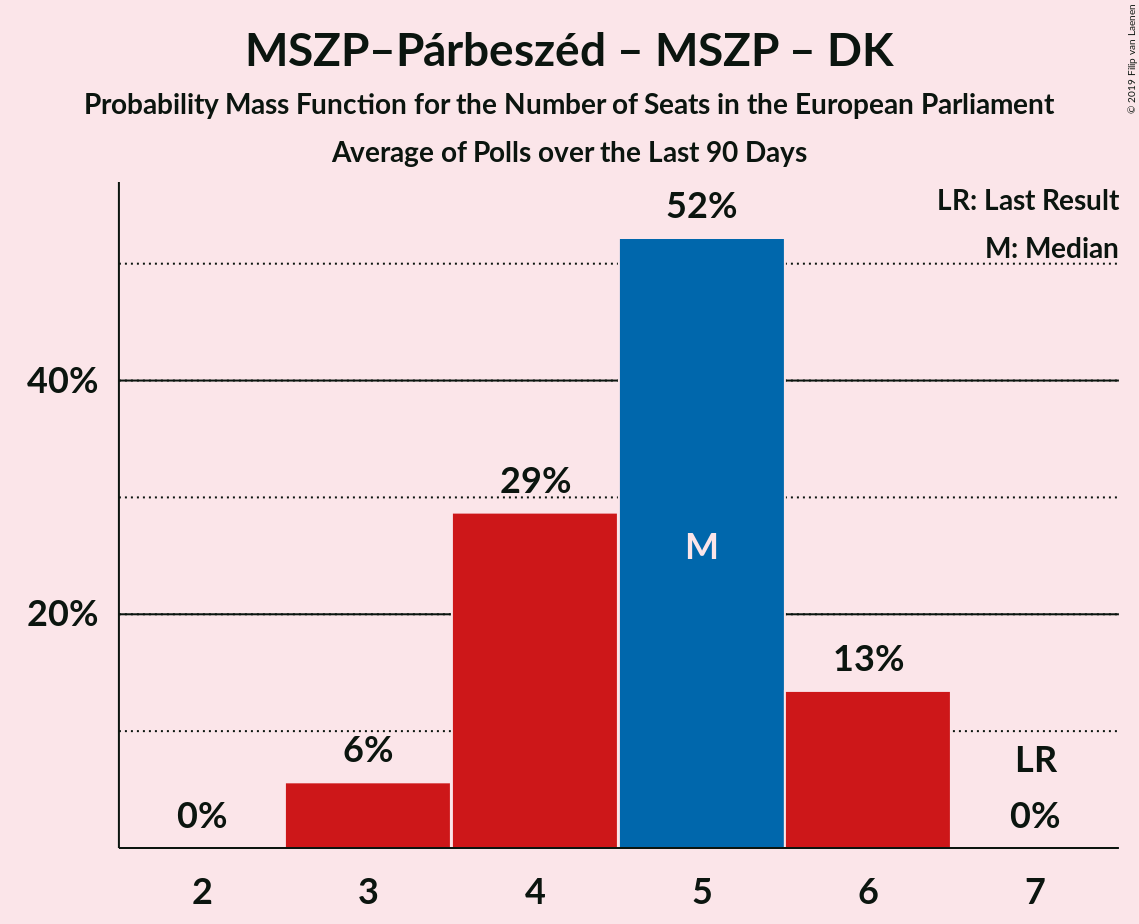 MSZP–Párbeszéd – MSZP – DK
Probability Mass Function for the Number of Seats in the European Parliament
Average of Polls over the Last 90 Days
© 2019 Filip van Laenen
LR: Last Result
M: Median
52%
40%
29%
M
20%
13%
6%
LR
0%
0%
2 3 4 5 6 7